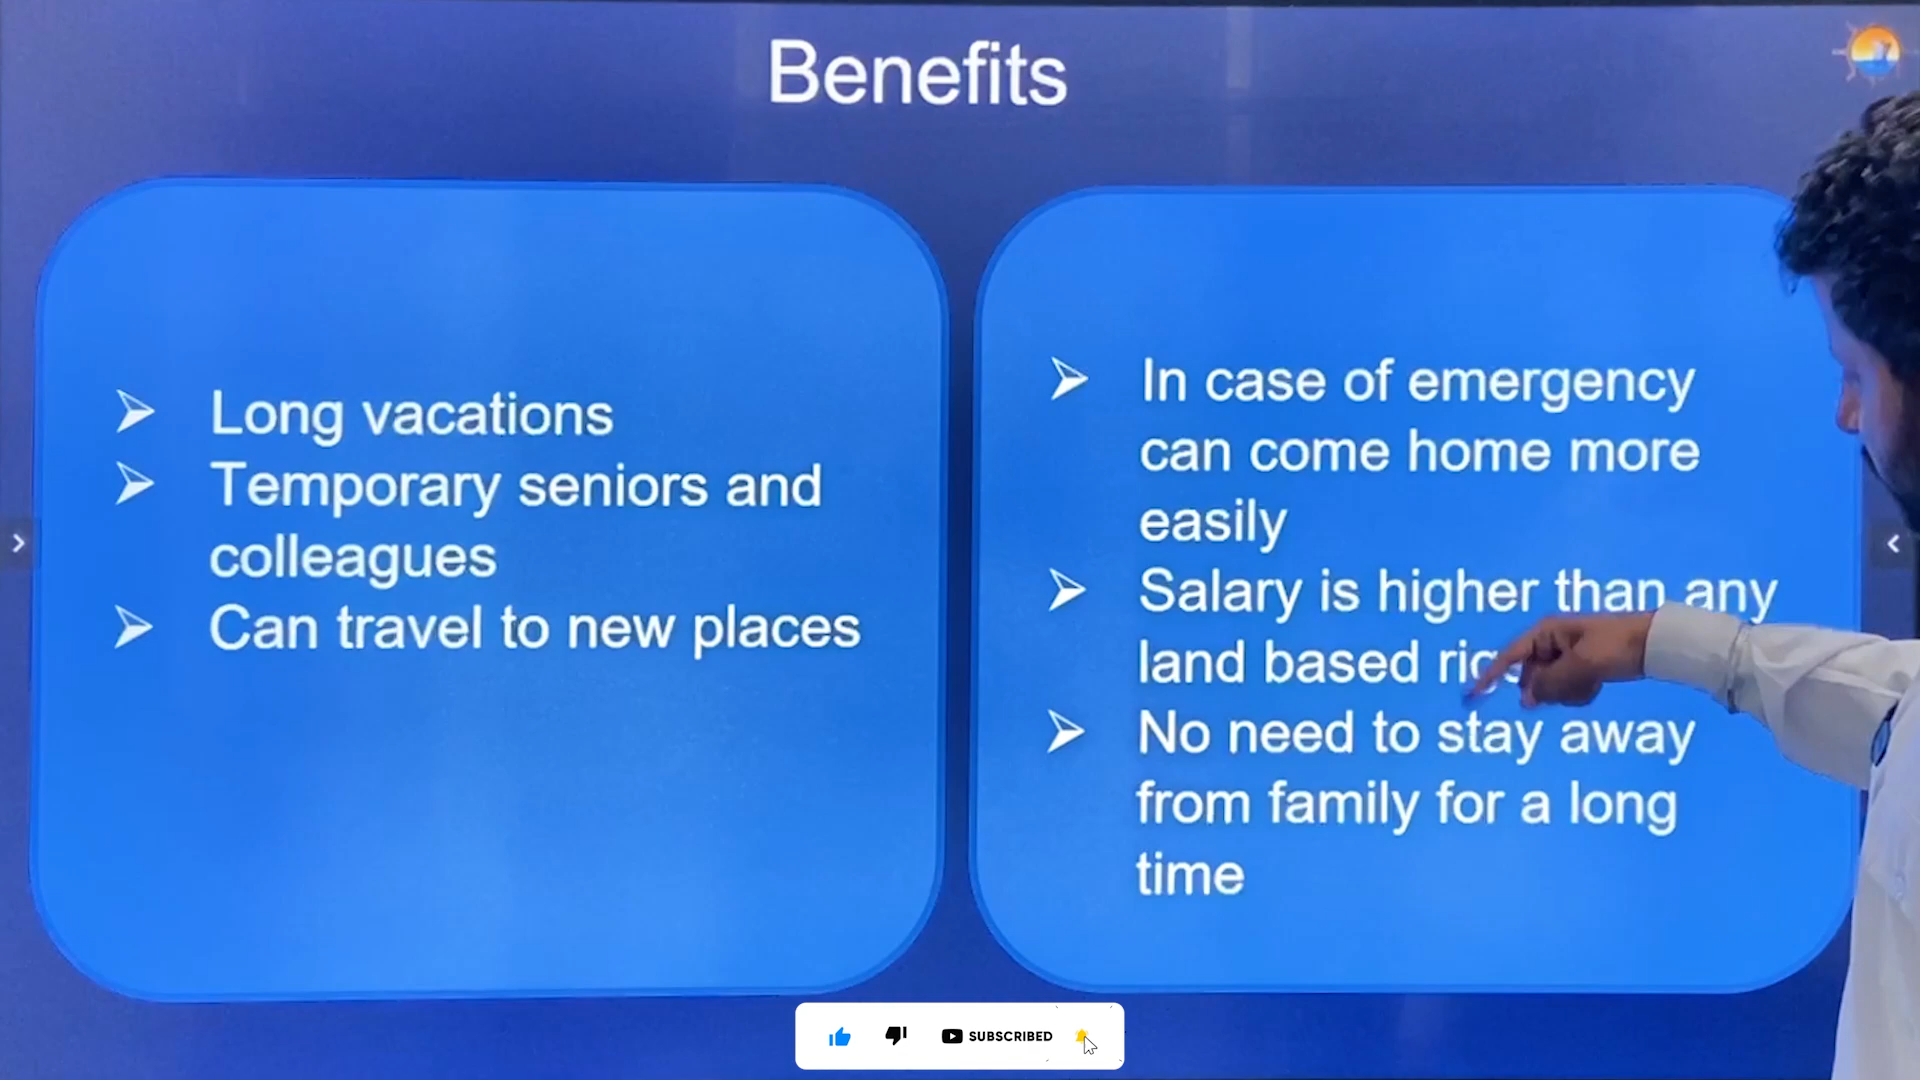 Benefits
Long vacations
Temporary seniors and
colleagues
Can travel to new places
In case of emergency
can come home more
easily
Salary is higher than any
land based
No need to stay away
from family for a long
time
SUBSCRIBED